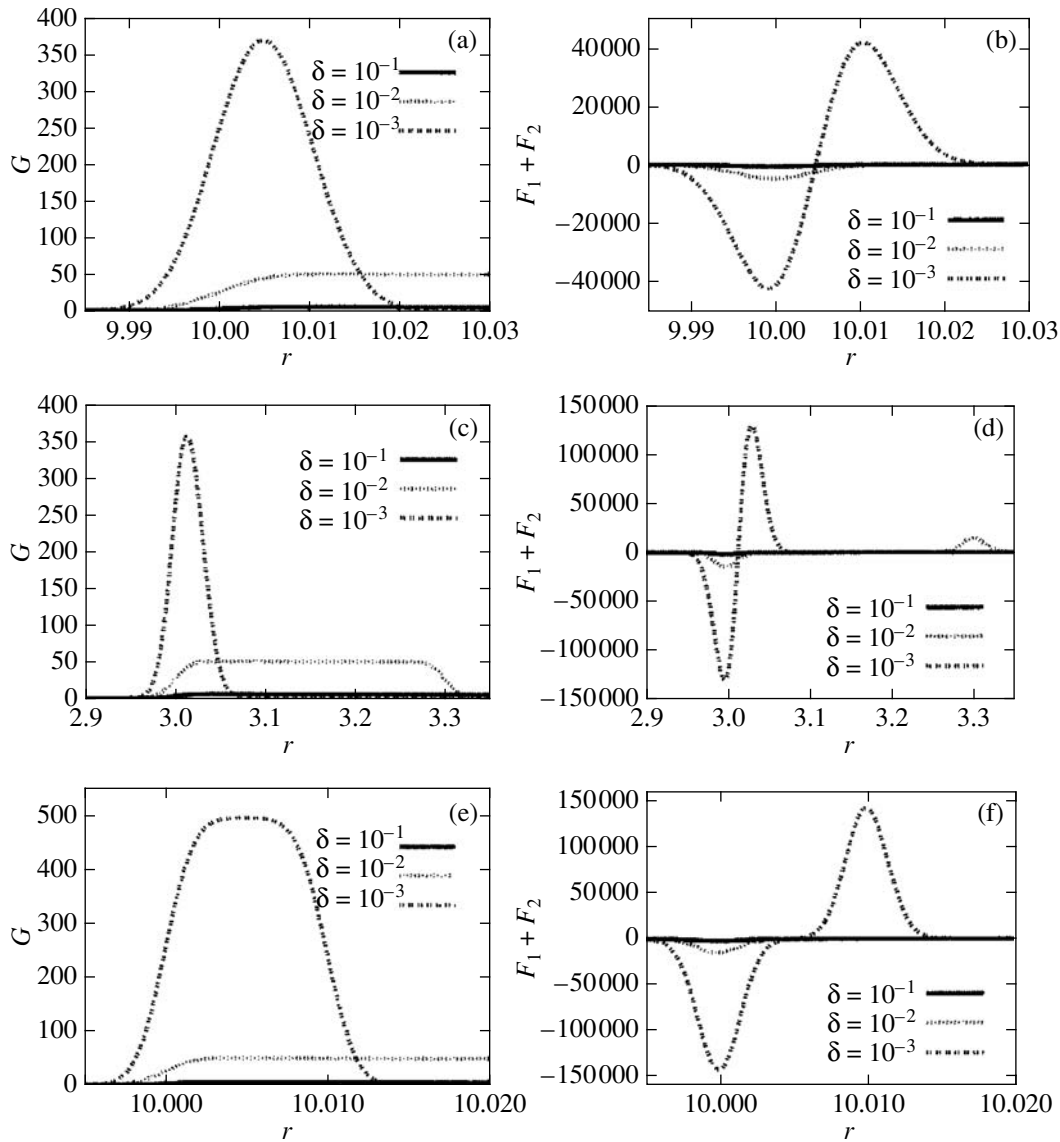 (a)
400
350
300
250
200
150
100
50
0
G
δ = 10⁻¹
δ = 10⁻²
δ = 10⁻³
9.99 10.00 10.01 10.02 10.03
r
(b)
40000
20000
0
−20000
−40000
F₁ + F₂
δ = 10⁻¹
δ = 10⁻²
δ = 10⁻³
9.99 10.00 10.01 10.02 10.03
r
(c)
400
350
300
250
200
150
100
50
0
G
δ = 10⁻¹
δ = 10⁻²
δ = 10⁻³
2.9 3.0 3.1 3.2 3.3
r
(d)
150000
100000
50000
0
−50000
−100000
−150000
F₁ + F₂
δ = 10⁻¹
δ = 10⁻²
δ = 10⁻³
2.9 3.0 3.1 3.2 3.3
r
(e)
500
400
300
200
100
0
G
δ = 10⁻¹
δ = 10⁻²
δ = 10⁻³
10.000 10.010 10.020
r
(f)
150000
100000
50000
0
−50000
−100000
−150000
F₁ + F₂
δ = 10⁻¹
δ = 10⁻²
δ = 10⁻³
10.000 10.010 10.020
r